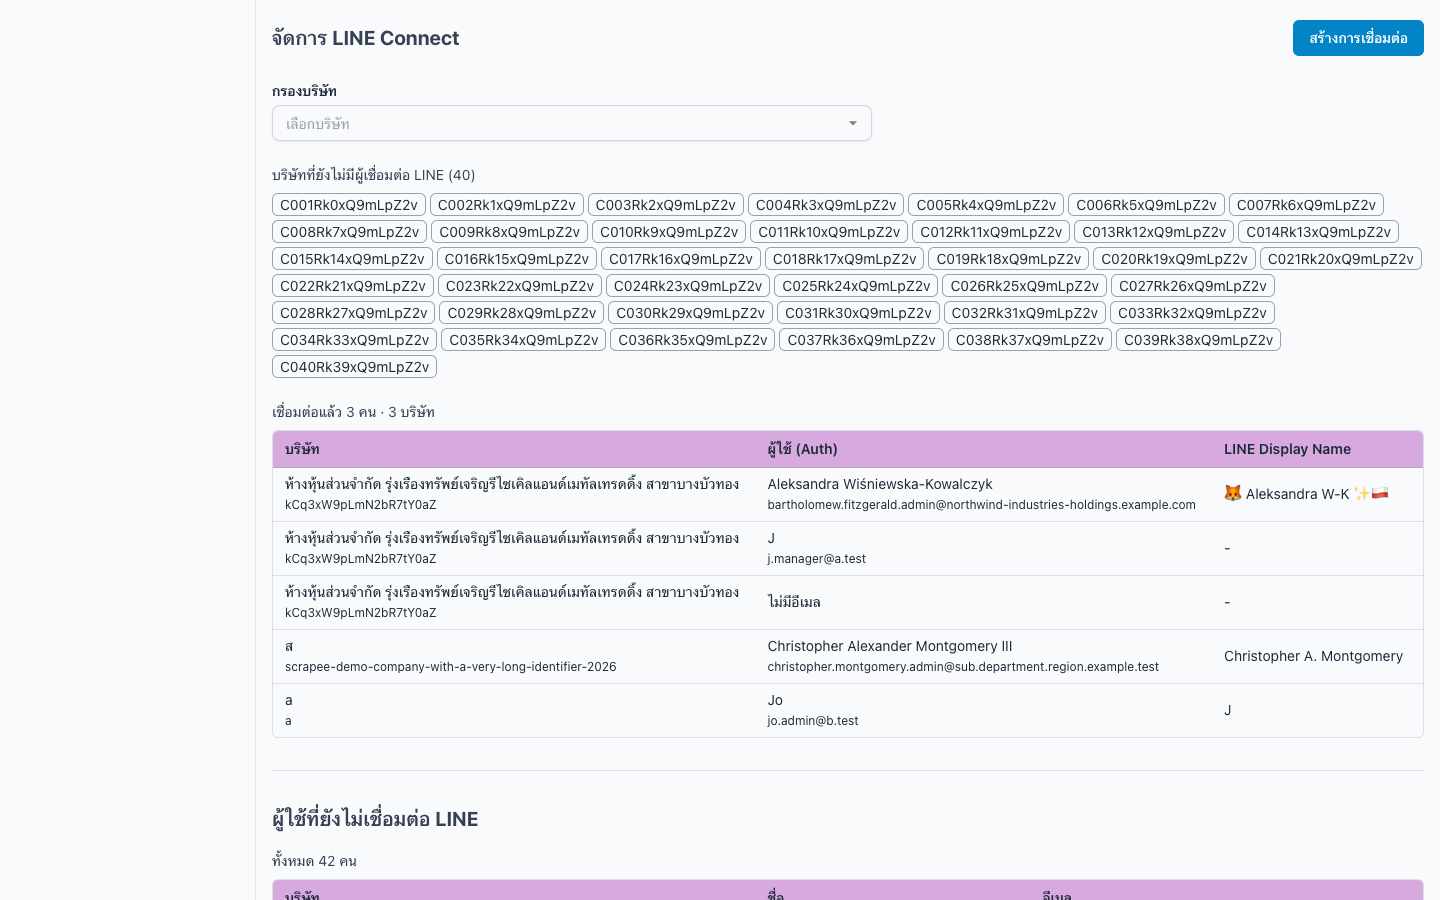 จัดการ LINE Connect
สร้างการเชื่อมต่อ
กรองบริษัท
เลือกบริษัท
บริษัทที่ยังไม่มีผู้เชื่อมต่อ LINE (40)
C001Rk0xQ9mLpZ2v C002Rk1xQ9mLpZ2v C003Rk2xQ9mLpZ2v C004Rk3xQ9mLpZ2v C005Rk4xQ9mLpZ2v C006Rk5xQ9mLpZ2v C007Rk6xQ9mLpZ2v
C008Rk7xQ9mLpZ2v C009Rk8xQ9mLpZ2v C010Rk9xQ9mLpZ2v C011Rk10xQ9mLpZ2v C012Rk11xQ9mLpZ2v C013Rk12xQ9mLpZ2v C014Rk13xQ9mLpZ2v
C015Rk14xQ9mLpZ2v C016Rk15xQ9mLpZ2v C017Rk16xQ9mLpZ2v C018Rk17xQ9mLpZ2v C019Rk18xQ9mLpZ2v C020Rk19xQ9mLpZ2v C021Rk20xQ9mLpZ2v
C022Rk21xQ9mLpZ2v C023Rk22xQ9mLpZ2v C024Rk23xQ9mLpZ2v C025Rk24xQ9mLpZ2v C026Rk25xQ9mLpZ2v C027Rk26xQ9mLpZ2v
C028Rk27xQ9mLpZ2v C029Rk28xQ9mLpZ2v C030Rk29xQ9mLpZ2v C031Rk30xQ9mLpZ2v C032Rk31xQ9mLpZ2v C033Rk32xQ9mLpZ2v
C034Rk33xQ9mLpZ2v C035Rk34xQ9mLpZ2v C036Rk35xQ9mLpZ2v C037Rk36xQ9mLpZ2v C038Rk37xQ9mLpZ2v C039Rk38xQ9mLpZ2v
C040Rk39xQ9mLpZ2v
เชื่อมต่อแล้ว 3 คน · 3 บริษัท
บริษัท ผู้ใช้ (Auth) LINE Display Name
ห้างหุ้นส่วนจำกัด รุ่งเรืองทรัพย์เจริญรีไซเคิลแอนด์เมทัลเทรดดิ้ง สาขาบางบัวทอง
kCq3xW9pLmN2bR7tY0aZ
Aleksandra Wiśniewska-Kowalczyk
bartholomew.fitzgerald.admin@northwind-industries-holdings.example.com
🦊 Aleksandra W-K ✨🇵🇱
ห้างหุ้นส่วนจำกัด รุ่งเรืองทรัพย์เจริญรีไซเคิลแอนด์เมทัลเทรดดิ้ง สาขาบางบัวทอง
kCq3xW9pLmN2bR7tY0aZ
J
j.manager@a.test
-
ห้างหุ้นส่วนจำกัด รุ่งเรืองทรัพย์เจริญรีไซเคิลแอนด์เมทัลเทรดดิ้ง สาขาบางบัวทอง
kCq3xW9pLmN2bR7tY0aZ
ไม่มีอีเมล
-
ส
scrapee-demo-company-with-a-very-long-identifier-2026
Christopher Alexander Montgomery III
christopher.montgomery.admin@sub.department.region.example.test
Christopher A. Montgomery
a
a
Jo
jo.admin@b.test
J
ผู้ใช้ที่ยังไม่เชื่อมต่อ LINE
ทั้งหมด 42 คน
บริษัท ชื่อ อีเมล